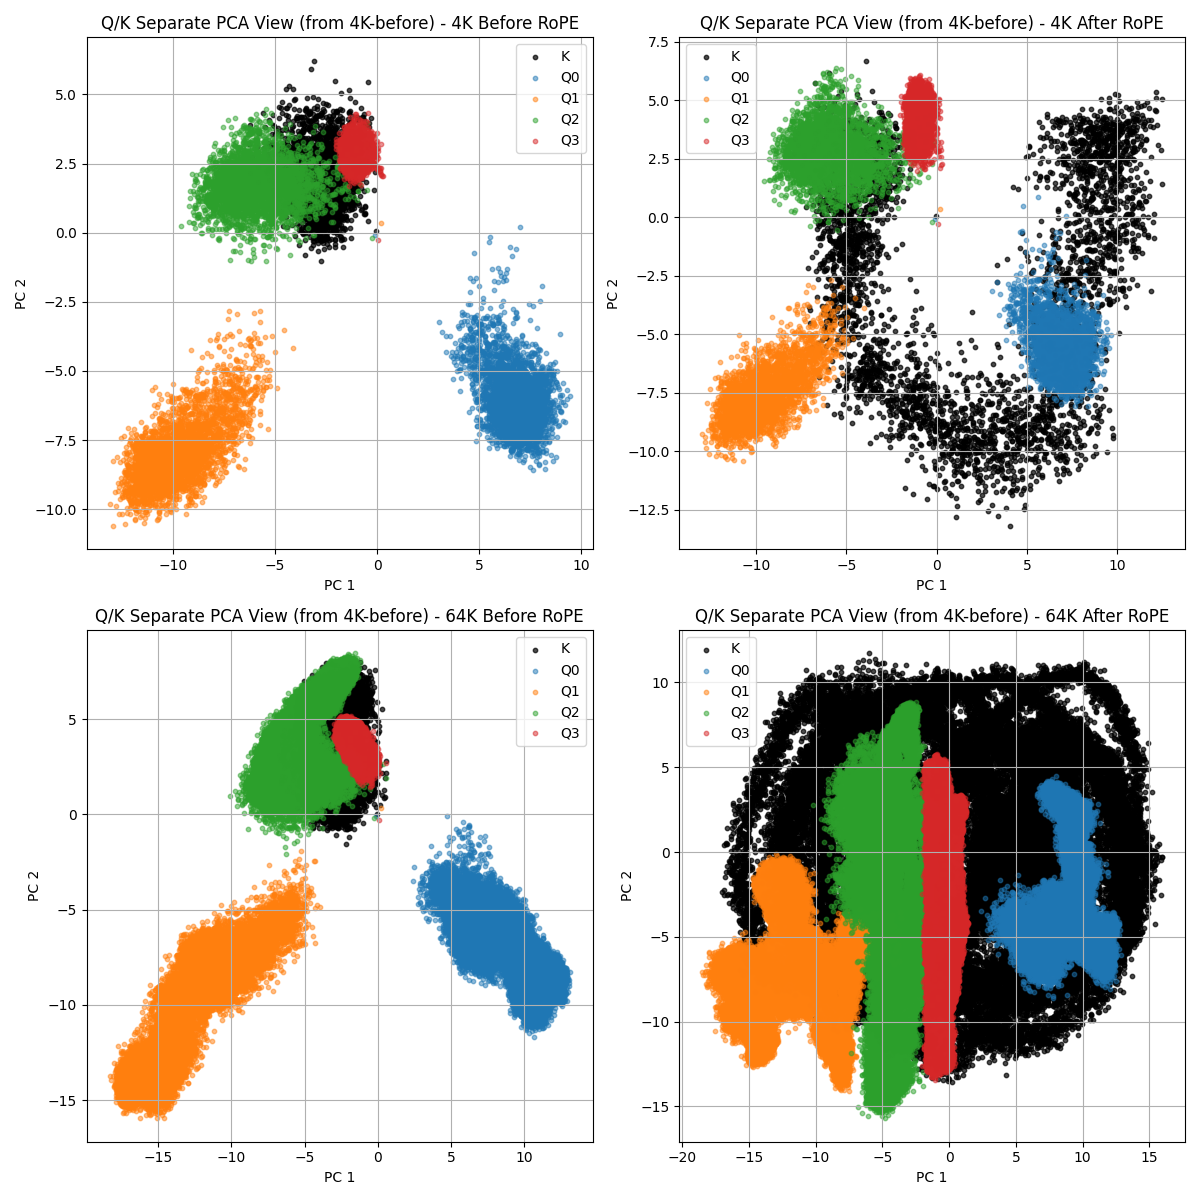 Q/K Separate PCA View (from 4K-before) - 4K Before RoPE
K
Q0
Q1
Q2
Q3
5.0
2.5
0.0
−2.5
−5.0
−7.5
−10.0
PC 2
−10
−5
0
5
10
PC 1
Q/K Separate PCA View (from 4K-before) - 4K After RoPE
K
Q0
Q1
Q2
Q3
7.5
5.0
2.5
0.0
−2.5
−5.0
−7.5
−10.0
−12.5
PC 2
−10
−5
0
5
10
PC 1
Q/K Separate PCA View (from 4K-before) - 64K Before RoPE
K
Q0
Q1
Q2
Q3
5
0
−5
−10
−15
PC 2
−15
−10
−5
0
5
10
PC 1
Q/K Separate PCA View (from 4K-before) - 64K After RoPE
K
Q0
Q1
Q2
Q3
10
5
0
−5
−10
−15
PC 2
−20
−15
−10
−5
0
5
10
15
PC 1